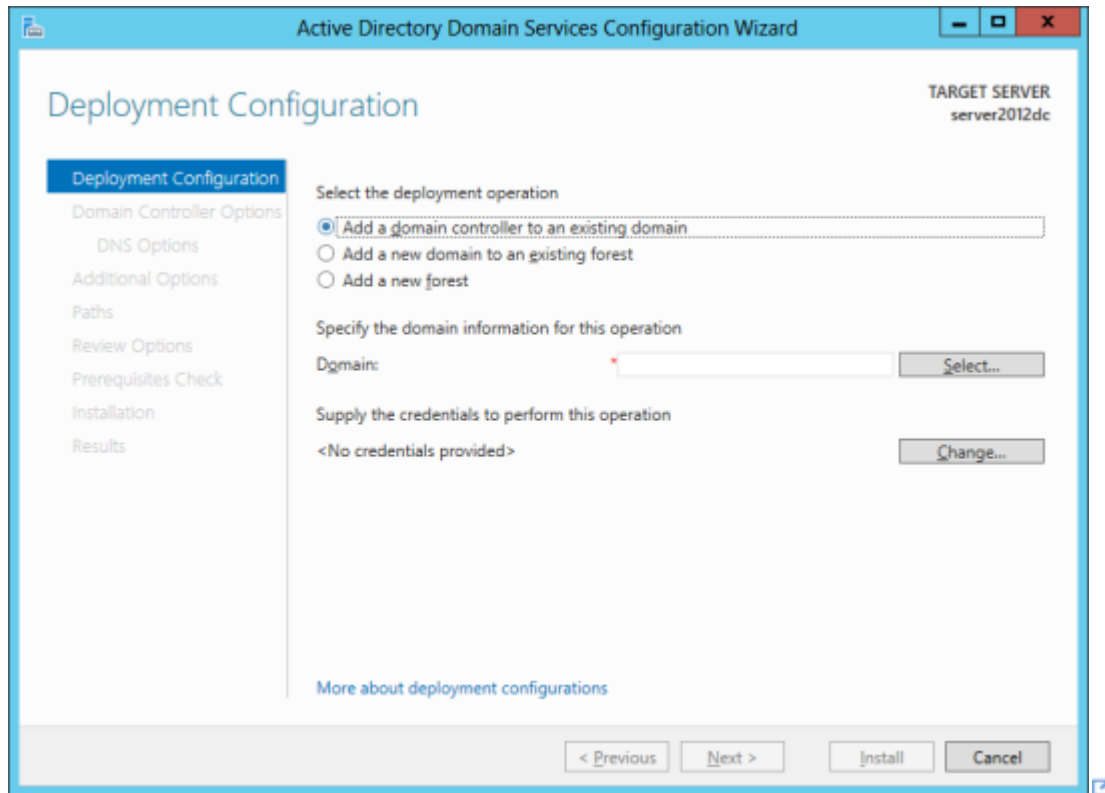 Active Directory Domain Services Configuration Wizard
Deployment Configuration
TARGET SERVER
server2012dc
Deployment Configuration
Domain Controller Options
DNS Options
Additional Options
Paths
Review Options
Prerequisites Check
Installation
Results
Select the deployment operation
Add a domain controller to an existing domain
Add a new domain to an existing forest
Add a new forest
Specify the domain information for this operation
Domain: * Select...
Supply the credentials to perform this operation
<No credentials provided> Change...
More about deployment configurations
< Previous Next > Install Cancel